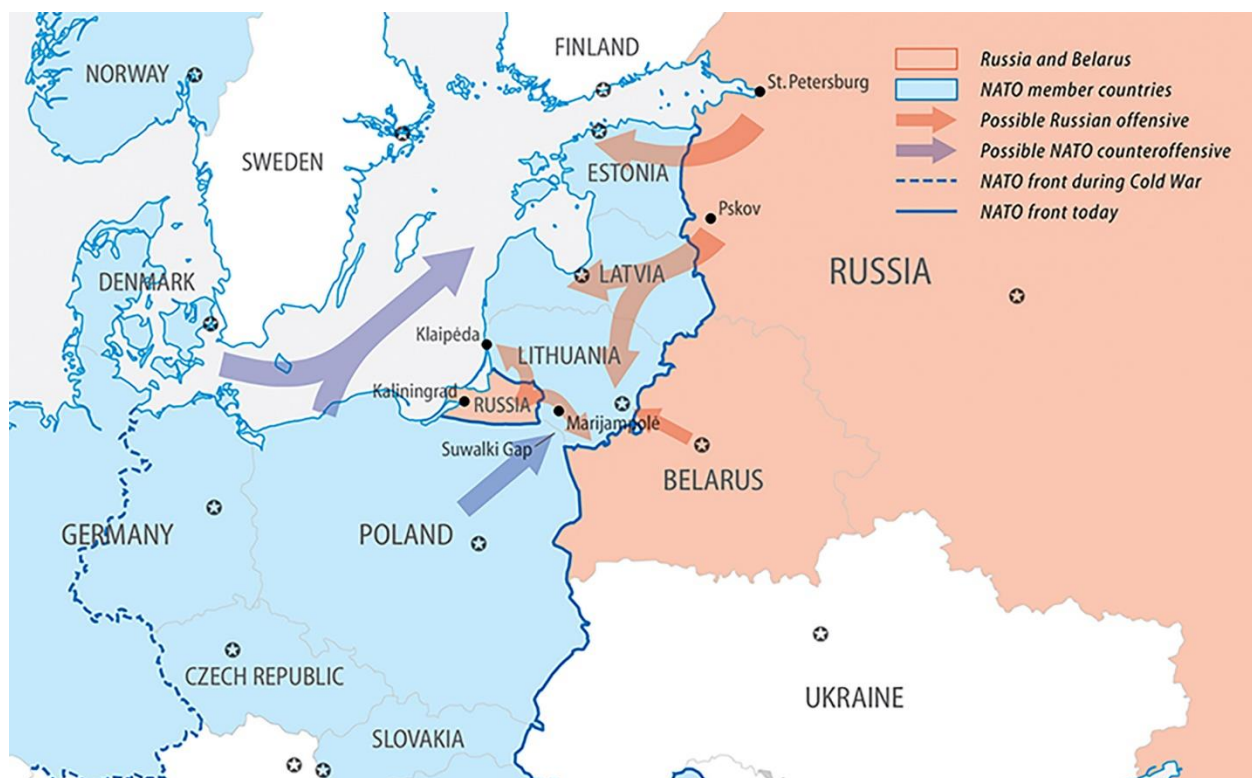 FINLAND
NORWAY
St. Petersburg
SWEDEN
ESTONIA
Pskov
DENMARK
LATVIA
RUSSIA
Klaipėda
LITHUANIA
Kaliningrad
RUSSIA
Marijampolė
Suwalki Gap
BELARUS
GERMANY
POLAND
CZECH REPUBLIC
UKRAINE
SLOVAKIA
Russia and Belarus
NATO member countries
Possible Russian offensive
Possible NATO counteroffensive
NATO front during Cold War
NATO front today